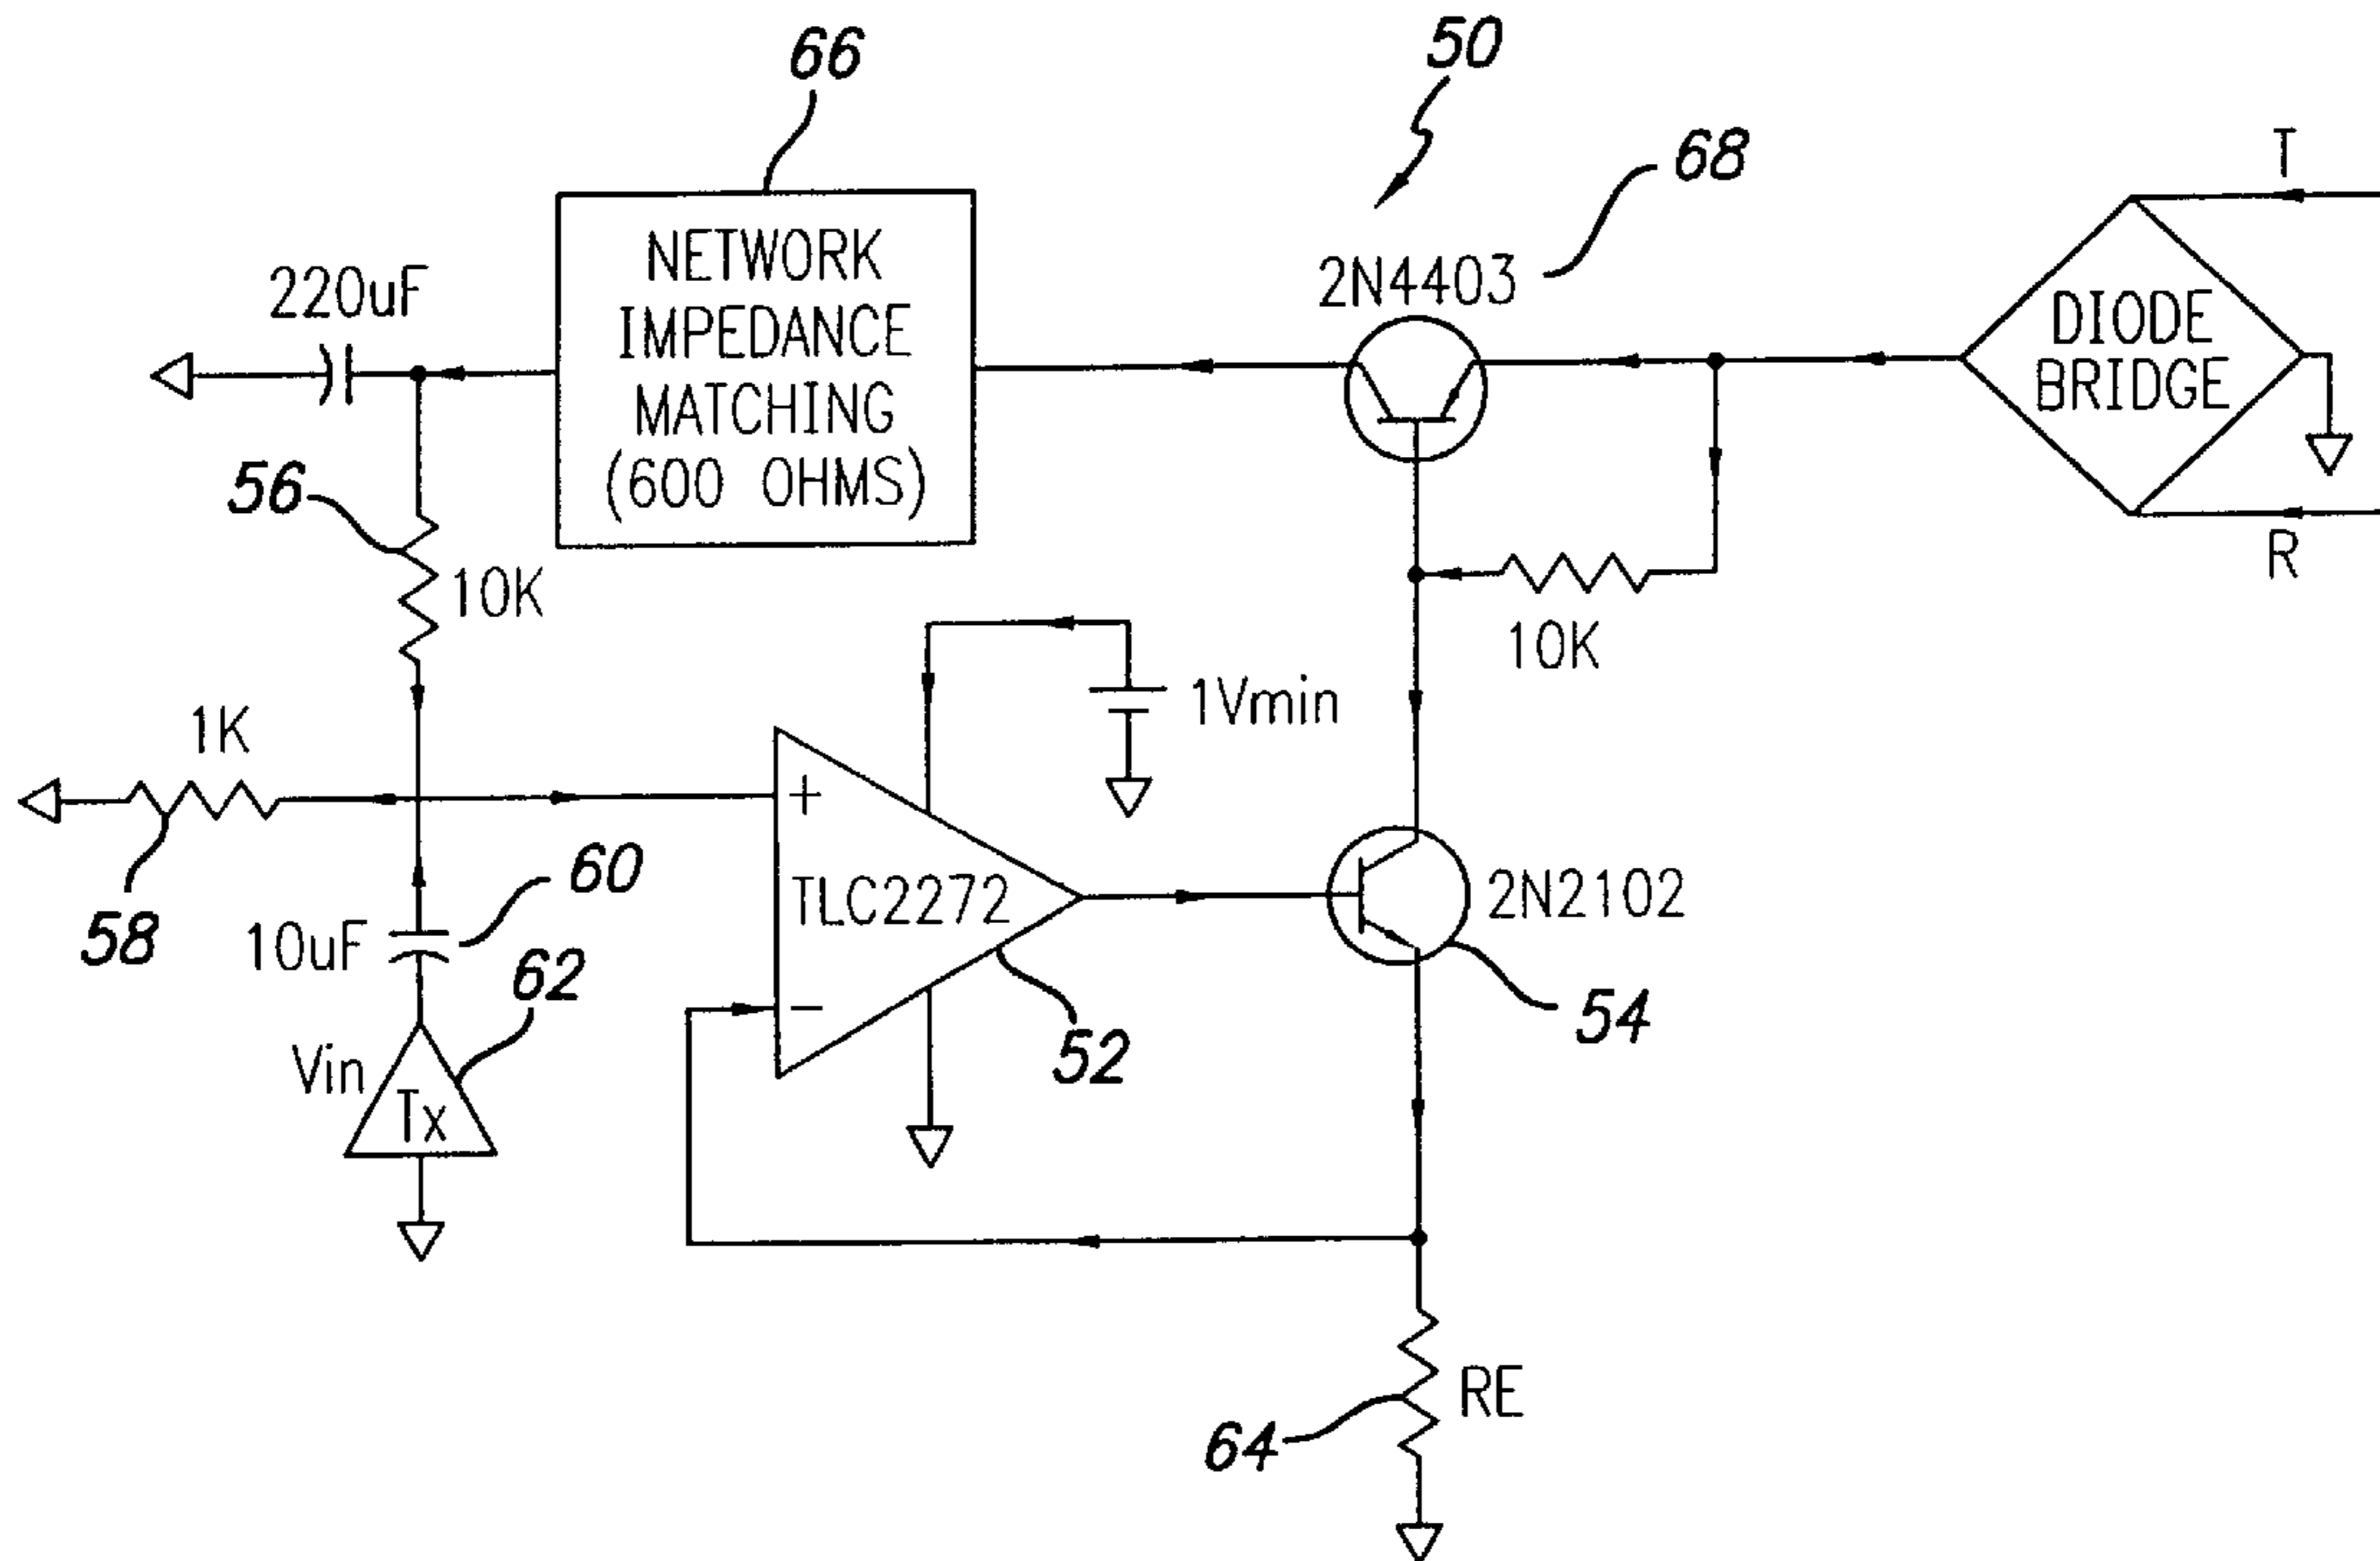 66
50
68
T
NETWORK
IMPEDANCE
MATCHING
(600 OHMS)
220uF
2N4403
DIODE
BRIDGE
56
10K
R
10K
1K
1Vmin
+
58
60
10uF
TLC2272
2N2102
62
Vin
Tx
−
52
54
RE
64